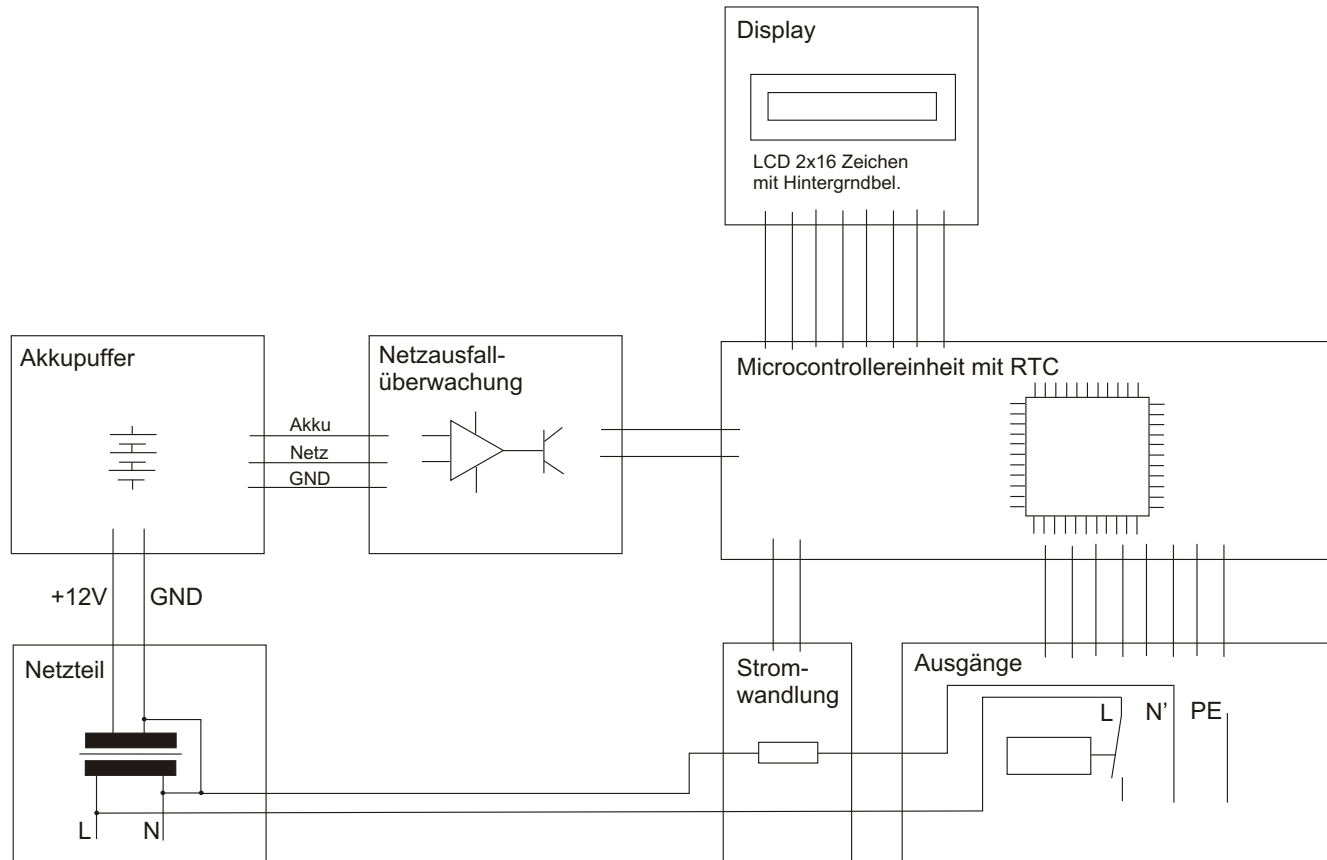 Display
LCD 2x16 Zeichen
mit Hintergrndbel.
Akkupuffer
Netzausfall-
überwachung
Microcontrollereinheit mit RTC
Akku
Netz
GND
+12V
GND
Netzteil
Strom-
wandlung
Ausgänge
L
N’
PE
L
N